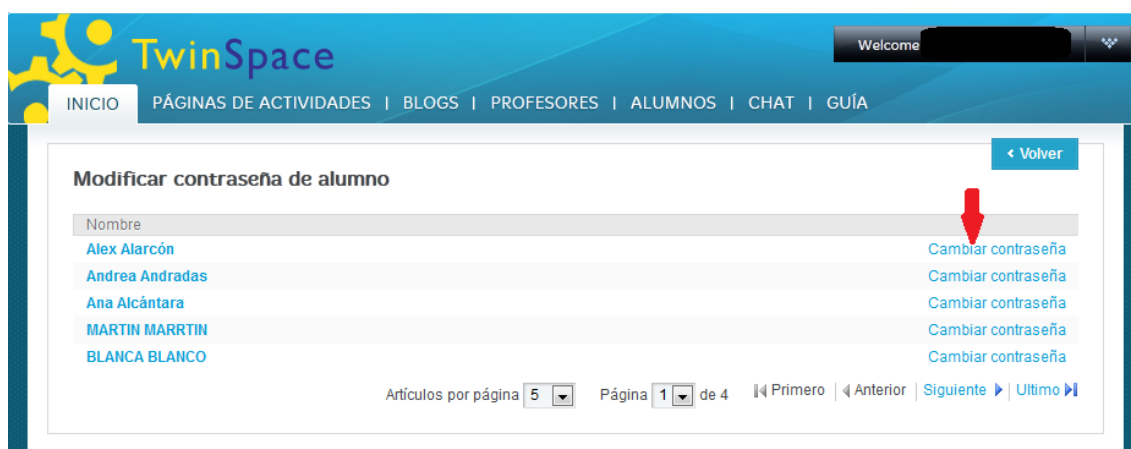 TwinSpace
Welcome
INICIO PÁGINAS DE ACTIVIDADES | BLOGS | PROFESORES | ALUMNOS | CHAT | GUÍA
Volver
Modificar contraseña de alumno
Nombre
Alex Alarcón Cambiar contraseña
Andrea Andradas Cambiar contraseña
Ana Alcántara Cambiar contraseña
MARTIN MARRTIN Cambiar contraseña
BLANCA BLANCO Cambiar contraseña
Artículos por página 5 Página 1 de 4 Primero | Anterior | Siguiente | Ultimo